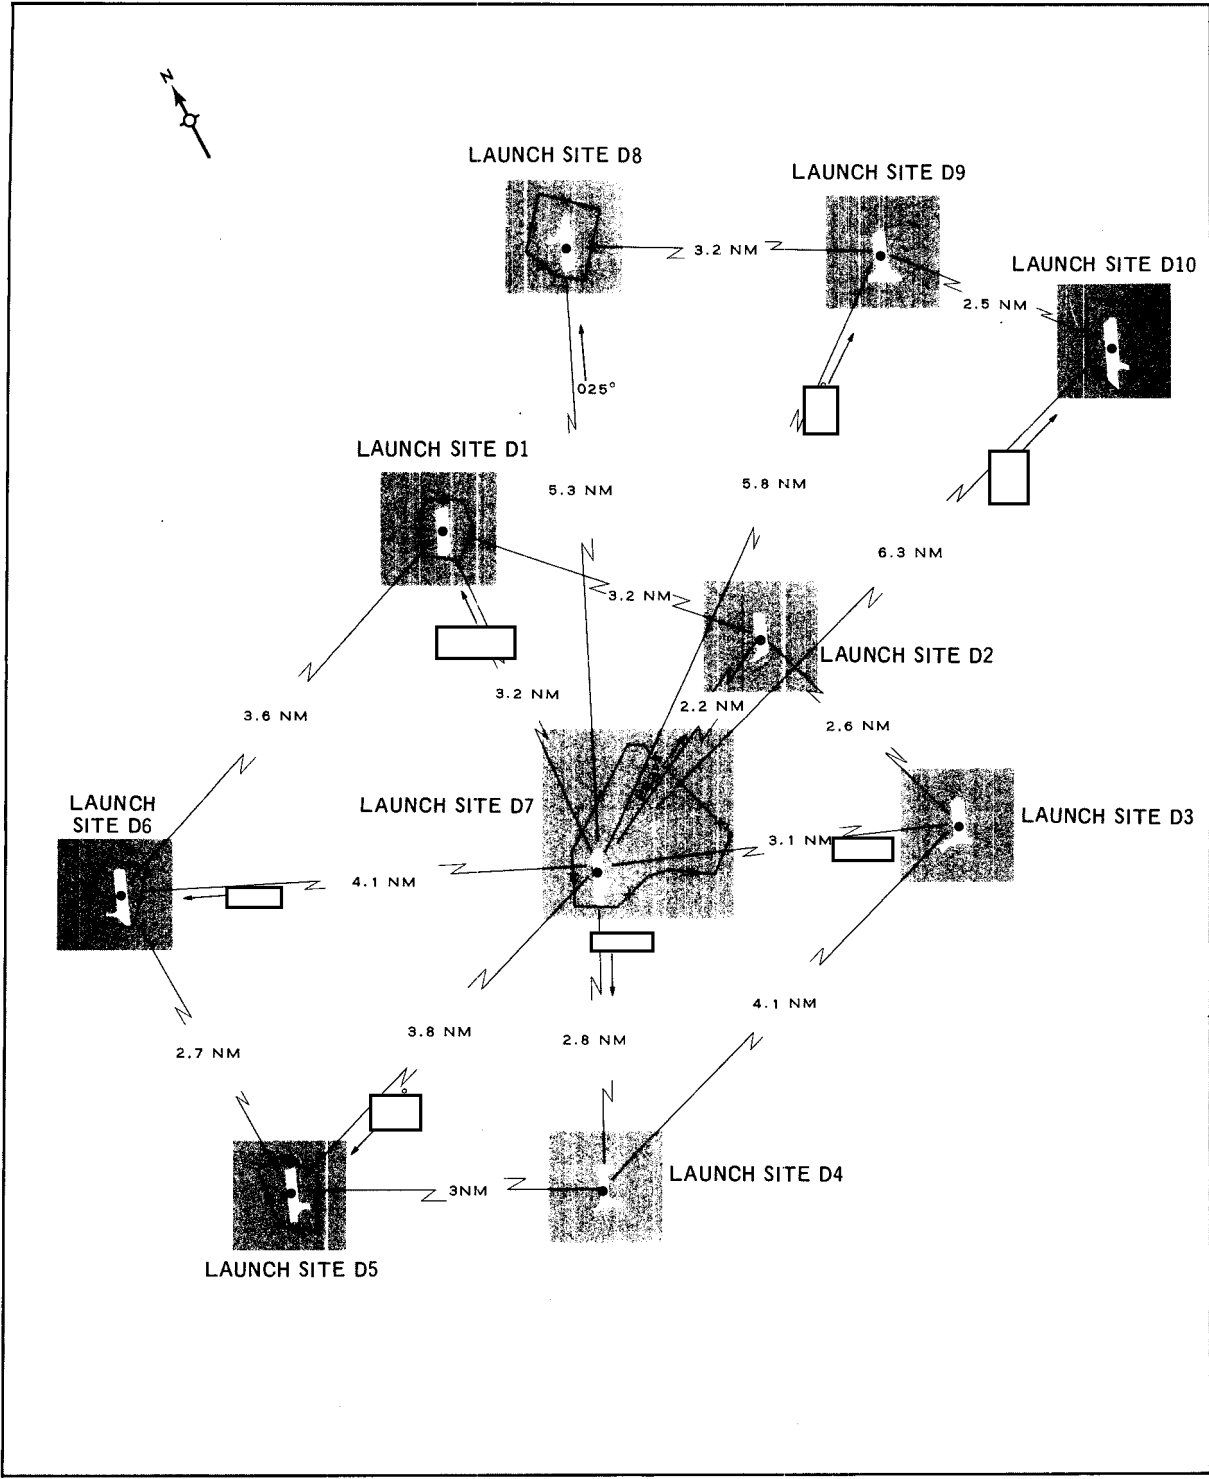 N
LAUNCH SITE D8
LAUNCH SITE D9
3.2 NM
LAUNCH SITE D10
2.5 NM
025°
LAUNCH SITE D1
5.3 NM
5.8 NM
6.3 NM
3.2 NM
LAUNCH SITE D2
3.2 NM
2.2 NM
3.6 NM
2.6 NM
LAUNCH
SITE D6
LAUNCH SITE D7
LAUNCH SITE D3
3.1 NM
4.1 NM
4.1 NM
3.8 NM
2.8 NM
2.7 NM
LAUNCH SITE D4
3NM
LAUNCH SITE D5